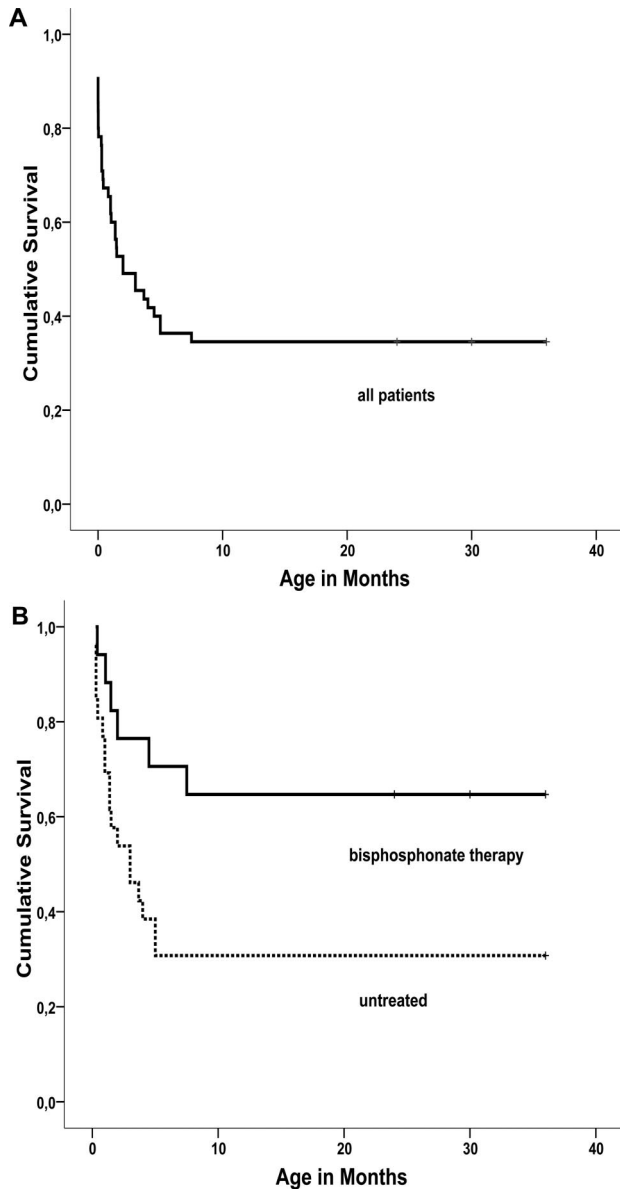 A
1,0
0,8
0,6
0,4
0,2
0,0
Cumulative Survival
all patients
0 10 20 30 40
Age in Months
B
1,0
0,8
0,6
0,4
0,2
0,0
Cumulative Survival
bisphosphonate therapy
untreated
0 10 20 30 40
Age in Months